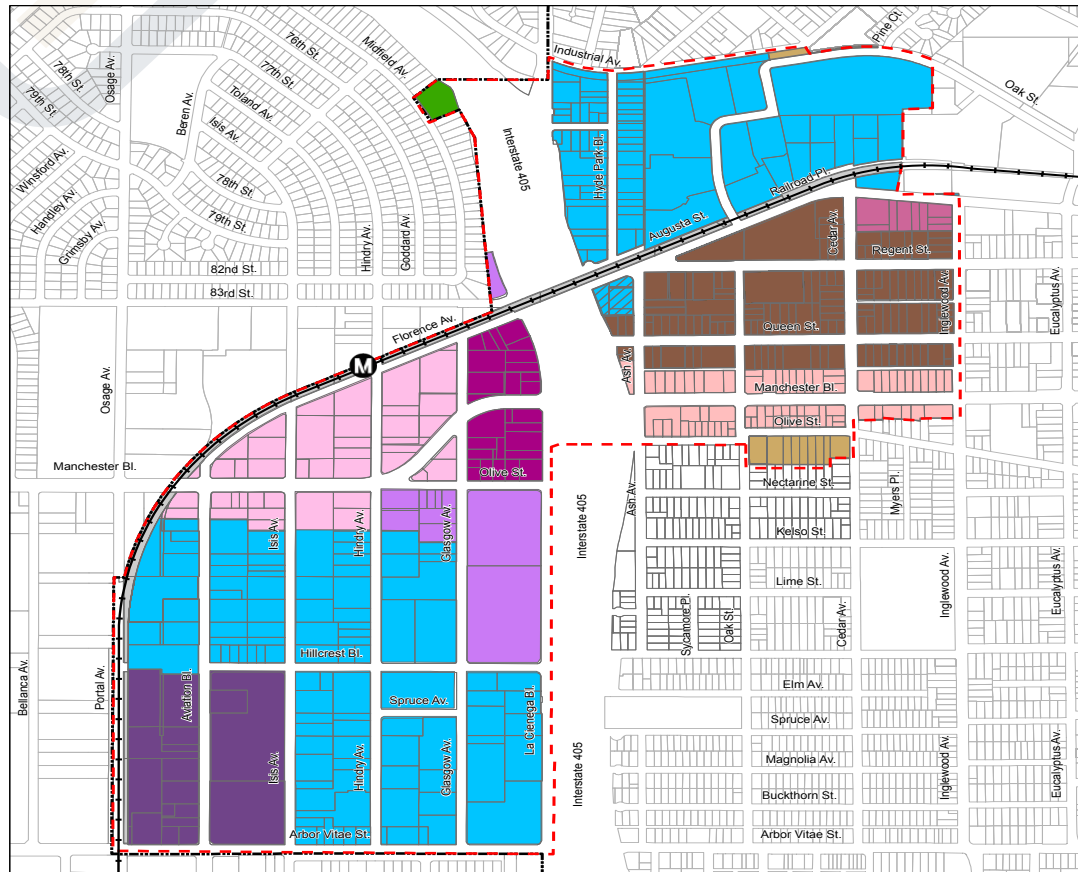 76th St.
Midfield Av.
Pine Ct.
Industrial Av.
78th St.
Osage Av.
77th St.
79th St.
Toland Av.
Oak St.
Beren Av.
Isis Av.
Interstate 405
Hyde Park Bl.
Winsford Av.
78th St.
Railroad Pl.
Handley Av.
79th St.
Augusta St.
Cedar Av.
Grimsby Av.
Hindry Av.
Goddard Av.
Regent St.
82nd St.
83rd St.
Inglewood Av.
Eucalyptus Av.
Florence Av.
Queen St.
M
Ash Av.
Osage Av.
Manchester Bl.
Olive St.
Manchester Bl.
Olive St.
Nectarine St.
Ash Av.
Myers Pl.
Isis Av.
Hindry Av.
Glasgow Av.
Interstate 405
Kelso St.
Lime St.
Inglewood Av.
Eucalyptus Av.
Sycamore Pl.
Oak St.
Cedar Av.
Hillcrest Bl.
Bellanca Av.
Portal Av.
Aviation Bl.
Spruce Av.
La Cienega Bl.
Elm Av.
Spruce Av.
Isis Av.
Hindry Av.
Glasgow Av.
Interstate 405
Magnolia Av.
Inglewood Av.
Eucalyptus Av.
Buckthorn St.
Arbor Vitae St.
Arbor Vitae St.